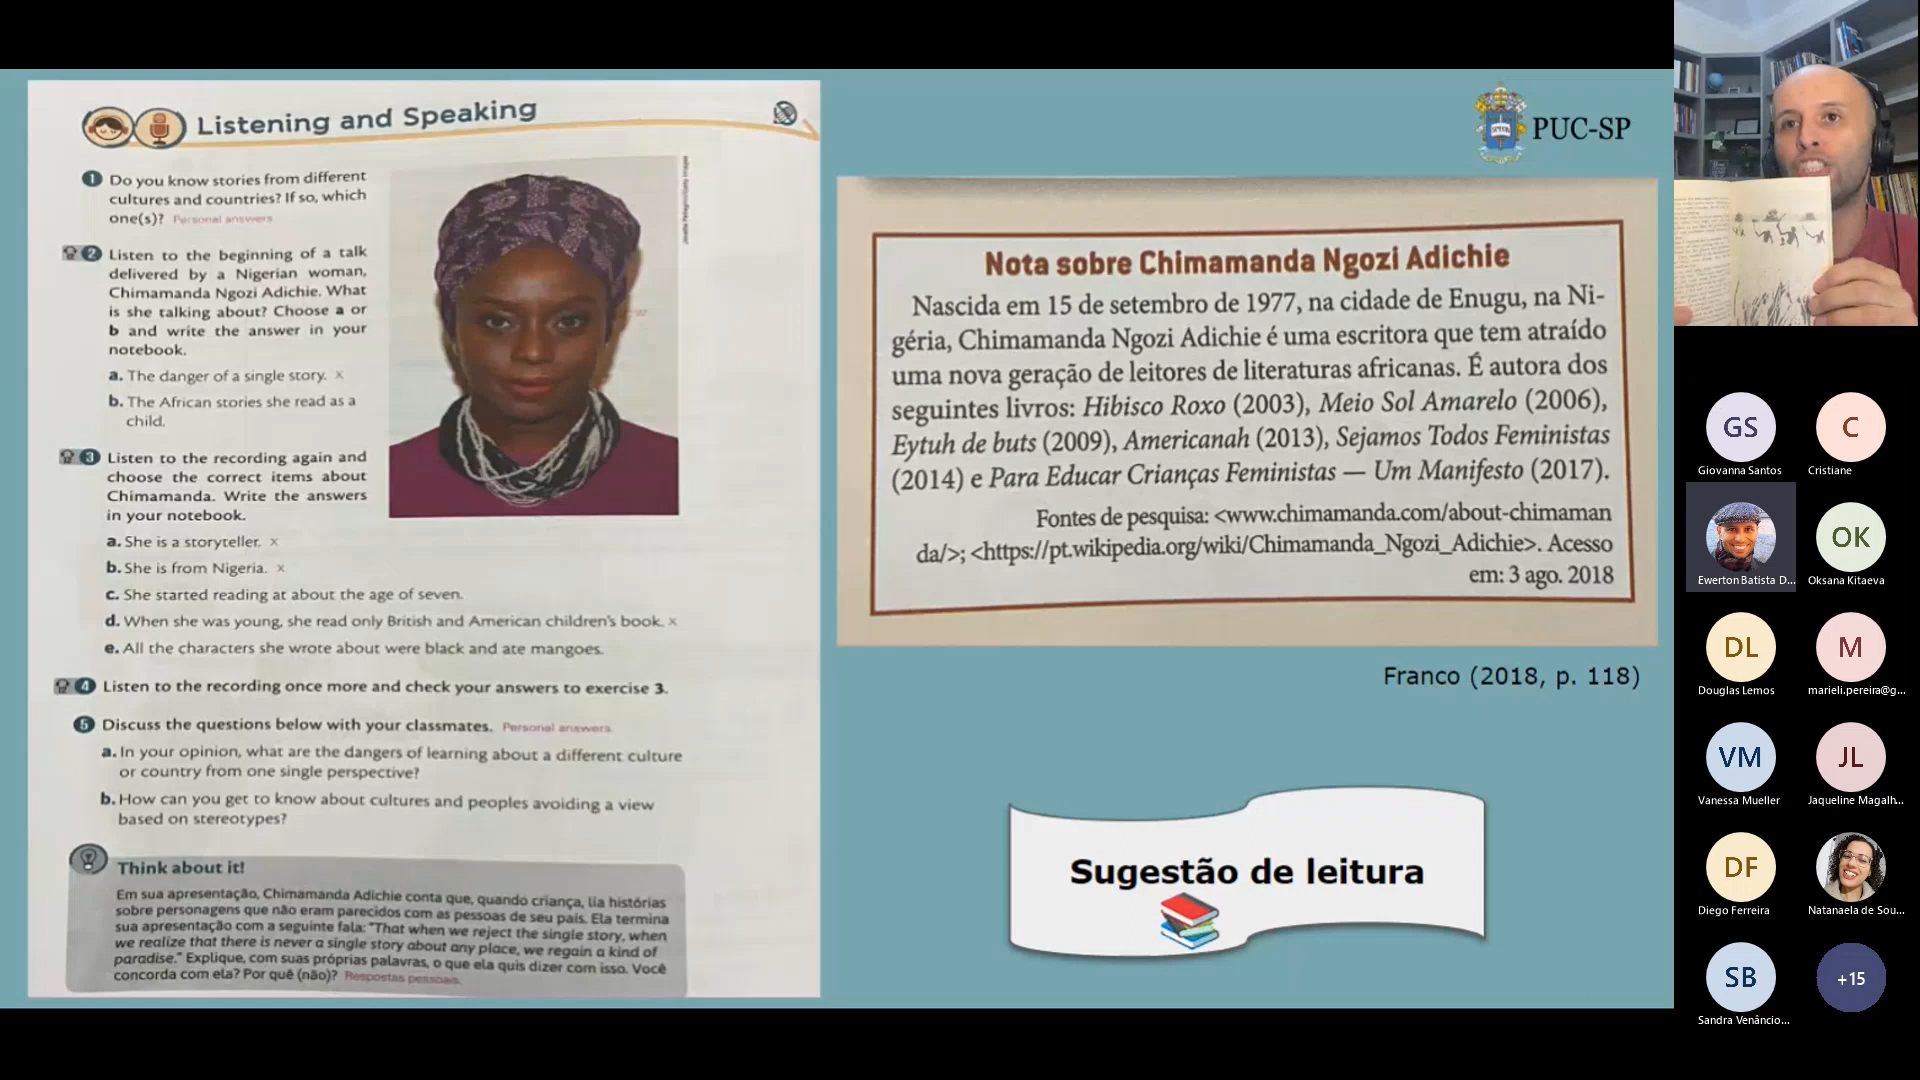 Listening and Speaking
1 Do you know stories from different
cultures and countries? If so, which
one(s)? Personal answers
2 Listen to the beginning of a talk
delivered by a Nigerian woman,
Chimamanda Ngozi Adichie. What
is she talking about? Choose a or
b and write the answer in your
notebook.
a. The danger of a single story. x
b. The African stories she read as a
child.
3 Listen to the recording again and
choose the correct items about
Chimamanda. Write the answers
in your notebook.
a. She is a storyteller. x
b. She is from Nigeria. x
c. She started reading at about the age of seven.
d. When she was young, she read only British and American children's book. x
e. All the characters she wrote about were black and ate mangoes.
4 Listen to the recording once more and check your answers to exercise 3.
5 Discuss the questions below with your classmates. Personal answers
a. In your opinion, what are the dangers of learning about a different culture
or country from one single perspective?
b. How can you get to know about cultures and peoples avoiding a view
based on stereotypes?
Think about it!
Em sua apresentação, Chimamanda Adichie conta que, quando criança, lia histórias
sobre personagens que não eram parecidos com as pessoas de seu país. Ela termina
sua apresentação com a seguinte fala: "That when we reject the single story, when
we realize that there is never a single story about any place, we regain a kind of
paradise." Explique, com suas próprias palavras, o que ela quis dizer com isso. Você
concorda com ela? Por quê (não)? Respostas pessoais.
PUC-SP
Nota sobre Chimamanda Ngozi Adichie
Nascida em 15 de setembro de 1977, na cidade de Enugu, na Ni-
géria, Chimamanda Ngozi Adichie é uma escritora que tem atraído
uma nova geração de leitores de literaturas africanas. É autora dos
seguintes livros: Hibisco Roxo (2003), Meio Sol Amarelo (2006),
Eytuh de buts (2009), Americanah (2013), Sejamos Todos Feministas
(2014) e Para Educar Crianças Feministas — Um Manifesto (2017).
Fontes de pesquisa: <www.chimamanda.com/about-chimaman
da/>; <https://pt.wikipedia.org/wiki/Chimamanda_Ngozi_Adichie>. Acesso
em: 3 ago. 2018
Franco (2018, p. 118)
Sugestão de leitura
GS
Giovanna Santos
C
Cristiane
Ewerton Batista D...
OK
Oksana Kitaeva
DL
Douglas Lemos
M
marieli.pereira@g...
VM
Vanessa Mueller
JL
Jaqueline Magalh...
DF
Diego Ferreira
Natanaela de Sou...
SB
Sandra Venâncio...
+15